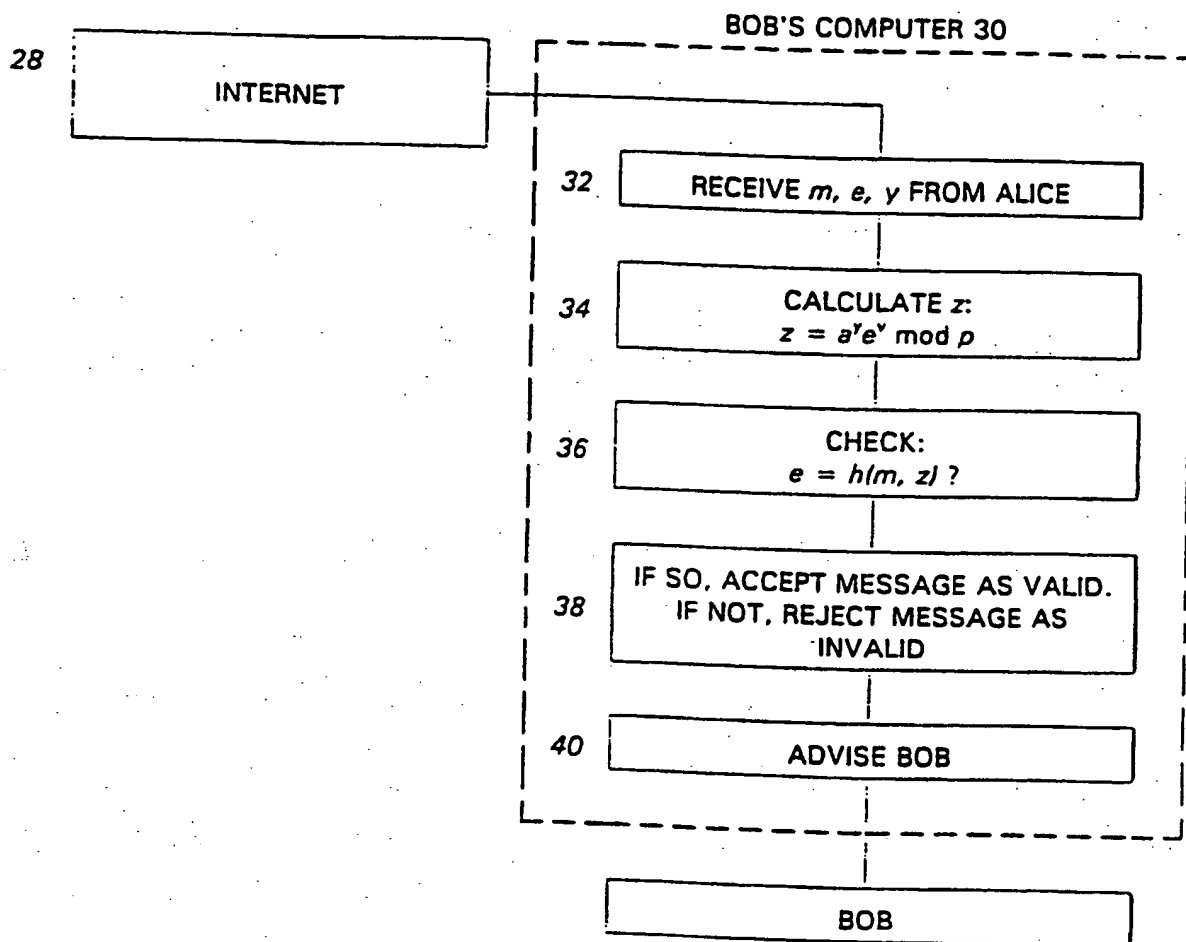 BOB'S COMPUTER 30
28
INTERNET
32
RECEIVE m, e, y FROM ALICE
34
CALCULATE z:
z = aʸeᵛ mod p
36
CHECK:
e = h(m, z) ?
38
IF SO, ACCEPT MESSAGE AS VALID.
IF NOT, REJECT MESSAGE AS
INVALID
40
ADVISE BOB
BOB